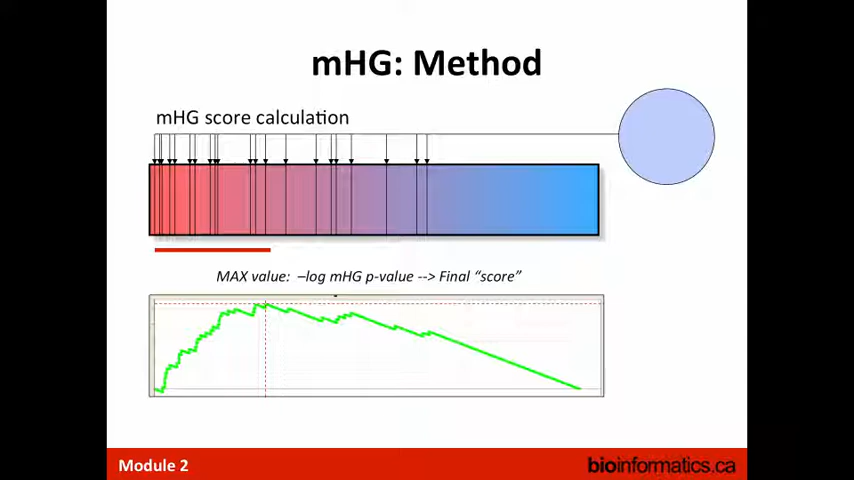 mHG: Method
mHG score calculation
MAX value: –log mHG p-value --> Final “score”
Module 2
bioinformatics.ca